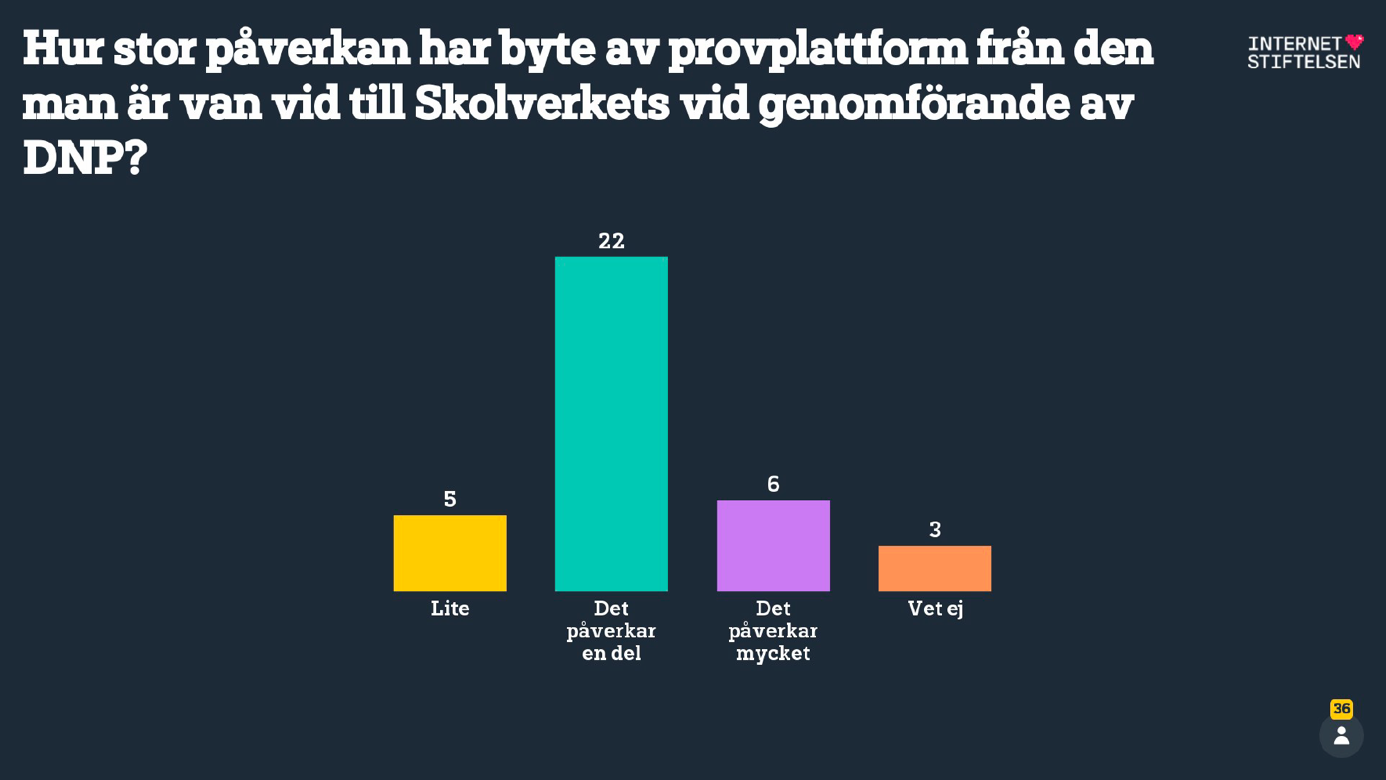 Hur stor påverkan har byte av provplattform från den
man är van vid till Skolverkets vid genomförande av
DNP?
INTERNET
STIFTELSEN
22
5
6
3
Lite
Det
påverkar
en del
Det
påverkar
mycket
Vet ej
36